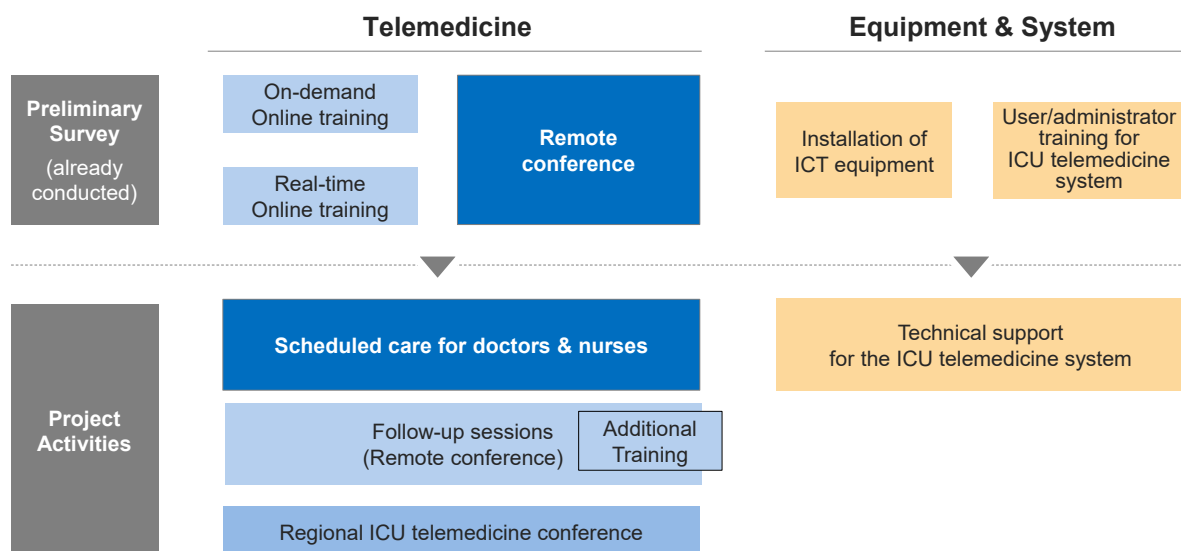 Telemedicine
Equipment & System
Preliminary
Survey
(already
conducted)
On-demand
Online training
Real-time
Online training
Remote
conference
Installation of
ICT equipment
User/administrator
training for
ICU telemedicine
system
Project
Activities
Scheduled care for doctors & nurses
Follow-up sessions
(Remote conference)
Additional
Training
Regional ICU telemedicine conference
Technical support
for the ICU telemedicine system